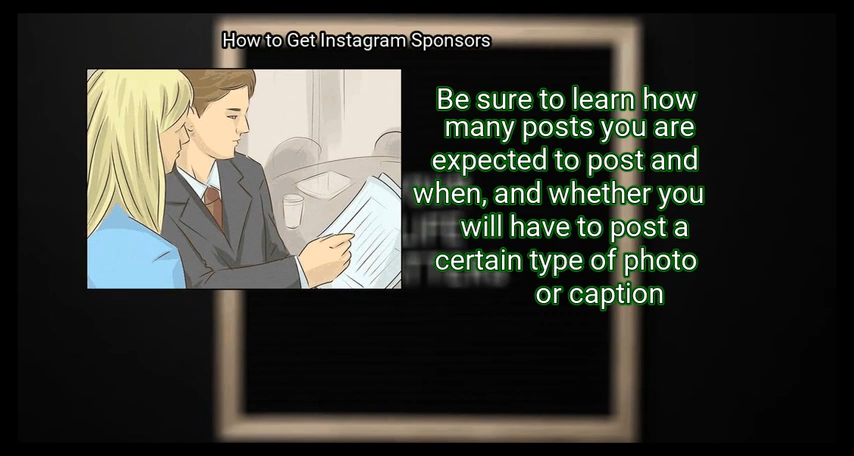 How to Get Instagram Sponsors
Be sure to learn how
many posts you are
expected to post and
when, and whether you
will have to post a
certain type of photo
or caption